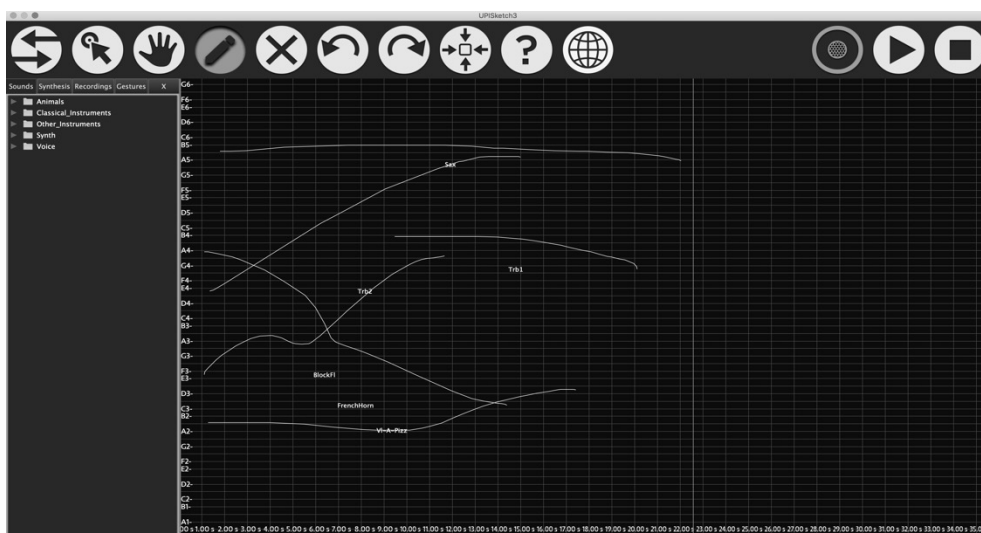 UPISketch3
?
Sounds Synthesis Recordings Gestures X
Animals
Classical_Instruments
Other_Instruments
Synth
Voice
G6-
F6-
E6-
D6-
C6-
B5-
A5-
Sax
G5-
F5-
E5-
D5-
C5-
B4-
A4-
G4-
Trb1
F4-
E4-
Trb2
D4-
C4-
B3-
A3-
G3-
F3-
BlockFl
E3-
D3-
FrenchHorn
C3-
B2-
A2-
Vl-A-Pizz
G2-
F2-
E2-
D2-
C2-
B1-
A1-
00 s 1.00 s 2.00 s 3.00 s 4.00 s 5.00 s 6.00 s 7.00 s 8.00 s 9.00 s 10.00 s 11.00 s 12.00 s 13.00 s 14.00 s 15.00 s 16.00 s 17.00 s 18.00 s 19.00 s 20.00 s 21.00 s 22.00 s 23.00 s 24.00 s 25.00 s 26.00 s 27.00 s 28.00 s 29.00 s 30.00 s 31.00 s 32.00 s 33.00 s 34.00 s 35.0